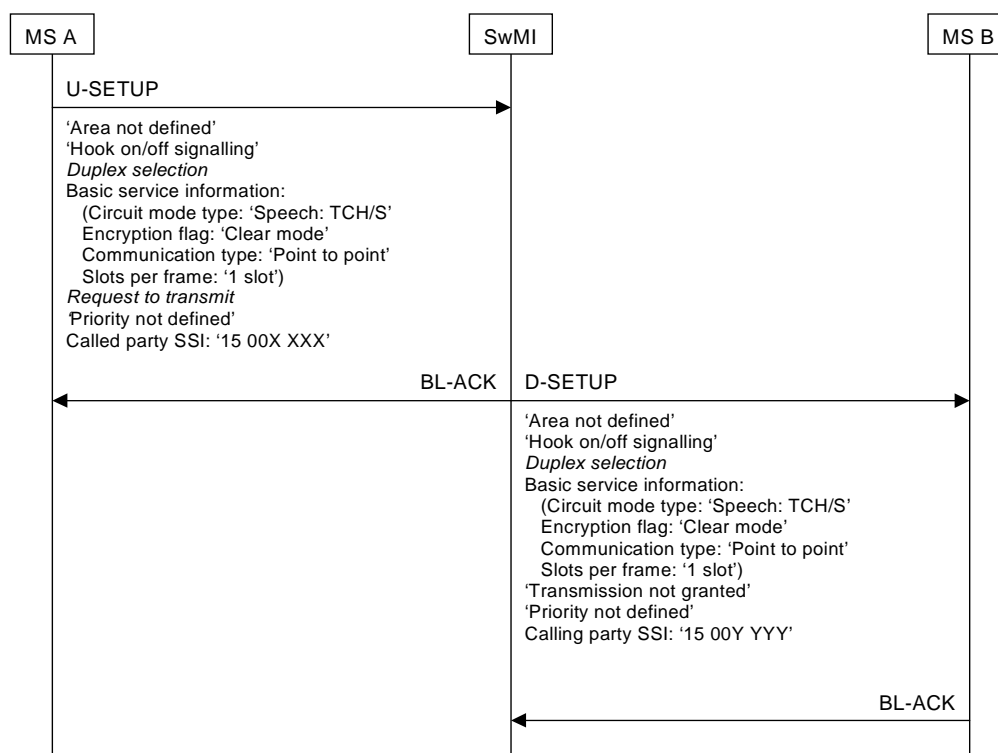 MS A
SwMI
MS B
U-SETUP
‘Area not defined’
‘Hook on/off signalling’
Duplex selection
Basic service information:
(Circuit mode type: ‘Speech: TCH/S’
Encryption flag: ‘Clear mode’
Communication type: ‘Point to point’
Slots per frame: ‘1 slot’)
Request to transmit
‘Priority not defined’
Called party SSI: ‘15 00X XXX’
BL-ACK
D-SETUP
‘Area not defined’
‘Hook on/off signalling’
Duplex selection
Basic service information:
(Circuit mode type: ‘Speech: TCH/S’
Encryption flag: ‘Clear mode’
Communication type: ‘Point to point’
Slots per frame: ‘1 slot’)
‘Transmission not granted’
‘Priority not defined’
Calling party SSI: ‘15 00Y YYY’
BL-ACK